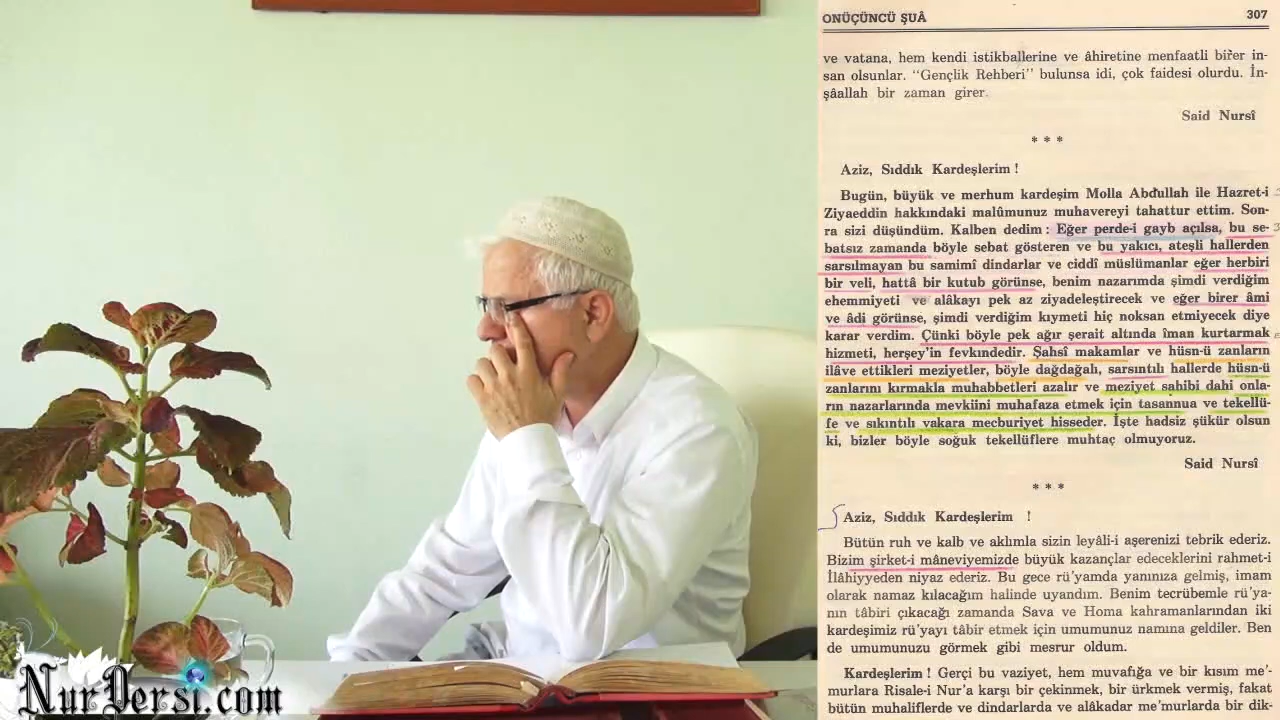 ONÜÇÜNCÜ ŞUÂ 307
ve vatana, hem kendi istikballerine ve âhiretine menfaatli birer in-
san olsunlar. "Gençlik Rehberi" bulunsa idi, çok faidesi olurdu. İn-
şâallah bir zaman girer.
Said Nursî
* * *
Aziz, Sıddık Kardeşlerim !
Bugün, büyük ve merhum kardeşim Molla Abdullah ile Hazret-i
Ziyaeddin hakkındaki malûmunuz muhavereyi tahattur ettim. Son-
ra sizi düşündüm. Kalben dedim : Eğer perde-i gayb açılsa, bu se-
batsız zamanda böyle sebat gösteren ve bu yakıcı, ateşli hallerden
sarsılmayan bu samimî dindarlar ve ciddî müslümanlar eğer herbiri
bir veli, hattâ bir kutub görünse, benim nazarımda şimdi verdiğim
ehemmiyeti ve alâkayı pek az ziyadeleştirecek ve eğer birer âmi
ve âdi görünse, şimdi verdiğim kıymeti hiç noksan etmiyecek diye
karar verdim. Çünki böyle pek ağır şerait altında îman kurtarmak
hizmeti, herşey'in fevkındedir. Şahsî makamlar ve hüsn-ü zanların
ilâve ettikleri meziyetler, böyle dağdağalı, sarsıntılı hallerde hüsn-ü
zanlarını kırmakla muhabbetleri azalır ve meziyet sahibi dahi onla-
rın nazarlarında mevkiini muhafaza etmek için tasannua ve tekellü-
fe ve sıkıntılı vakara mecburiyet hisseder. İşte hadsiz şükür olsun
ki, bizler böyle soğuk tekellüflere muhtaç olmuyoruz.
Said Nursî
* * *
Aziz, Sıddık Kardeşlerim !
Bütün ruh ve kalb ve aklımla sizin leyâli-i aşerenizi tebrik ederiz.
Bizim şirket-i mâneviyemizde büyük kazançlar edeceklerini rahmet-i
İlâhiyyeden niyaz ederiz. Bu gece rü'yamda yanınıza gelmiş, imam
olarak namaz kılacağım halinde uyandım. Benim tecrübemle rü'ya-
nın tâbiri çıkacağı zamanda Sava ve Homa kahramanlarından iki
kardeşimiz rü'yayı tâbir etmek için umumunuz namına geldiler. Ben
de umumunuzu görmek gibi mesrur oldum.
Kardeşlerim ! Gerçi bu vaziyet, hem muvafığa ve bir kısım me'-
murlara Risale-i Nur'a karşı bir çekinmek, bir ürkmek vermiş, fakat
bütün muhaliflerde ve dindarlarda ve alâkadar me'murlarda bir dik-
NurDersi.com